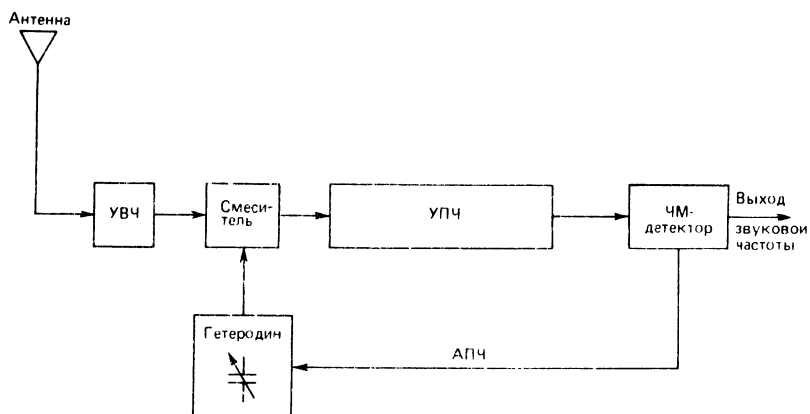 Антенна
УВЧ
Смеси-
тель
УПЧ
ЧМ-
детектор
Выход
звуковой
частоты
Гетеродин
АПЧ